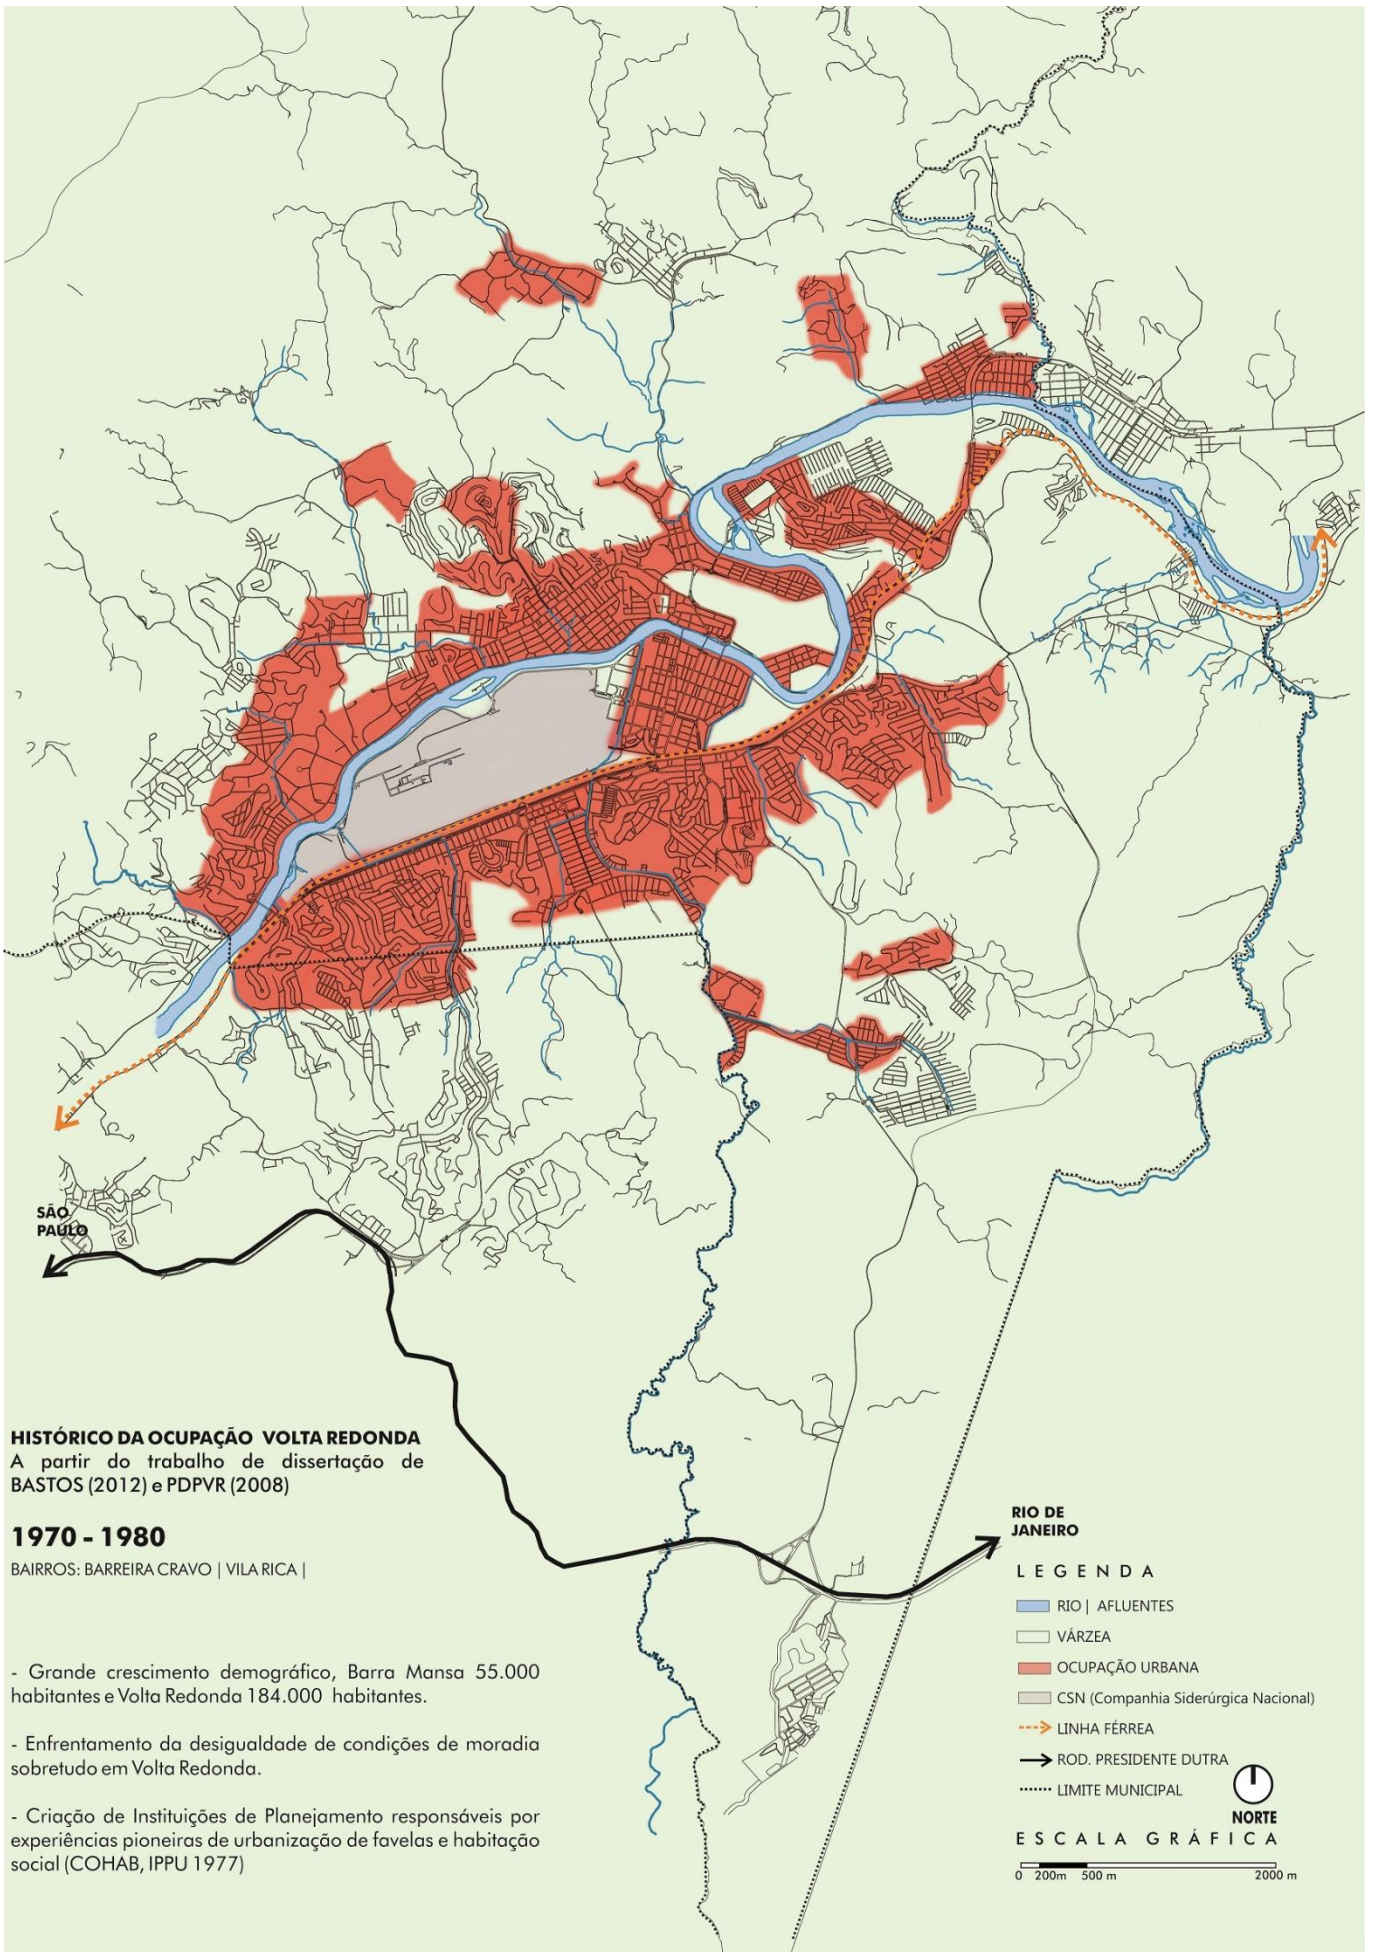 SÃO
PAULO
HISTÓRICO DA OCUPAÇÃO VOLTA REDONDA
A partir do trabalho de dissertação de
BASTOS (2012) e PDPVR (2008)
1970 - 1980
BAIRROS: BARREIRA CRAVO | VILA RICA |
- Grande crescimento demográfico, Barra Mansa 55.000
habitantes e Volta Redonda 184.000 habitantes.
- Enfrentamento da desigualdade de condições de moradia
sobretudo em Volta Redonda.
- Criação de Instituições de Planejamento responsáveis por
experiências pioneiras de urbanização de favelas e habitação
social (COHAB, IPPU 1977)
RIO DE
JANEIRO
LEGENDA
RIO | AFLUENTES
VÁRZEA
OCUPAÇÃO URBANA
CSN (Companhia Siderúrgica Nacional)
LINHA FÉRREA
ROD. PRESIDENTE DUTRA
LIMITE MUNICIPAL
NORTE
ESCALA GRÁFICA
0 200m 500 m 2000 m